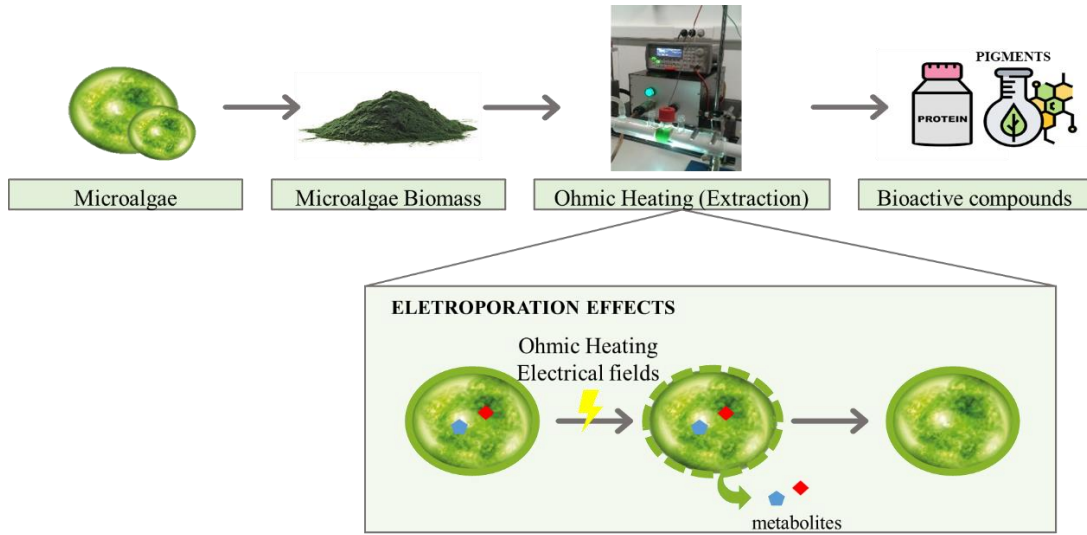 PIGMENTS
PROTEIN
Microalgae
Microalgae Biomass
Ohmic Heating (Extraction)
Bioactive compounds
ELETROPORATION EFFECTS
Ohmic Heating
Electrical fields
metabolites